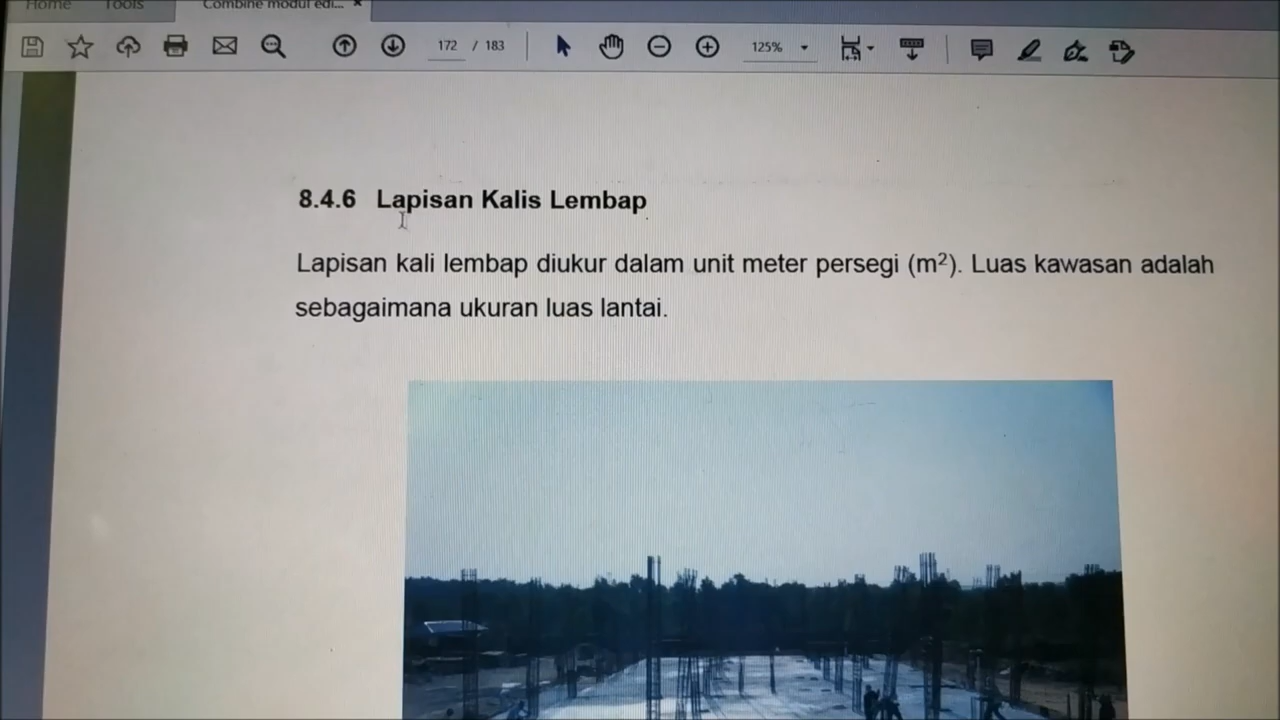 Home Tools Combine modul edi... ×
172 / 183 125%
8.4.6 Lapisan Kalis Lembap
Lapisan kali lembap diukur dalam unit meter persegi (m²). Luas kawasan adalah
sebagaimana ukuran luas lantai.